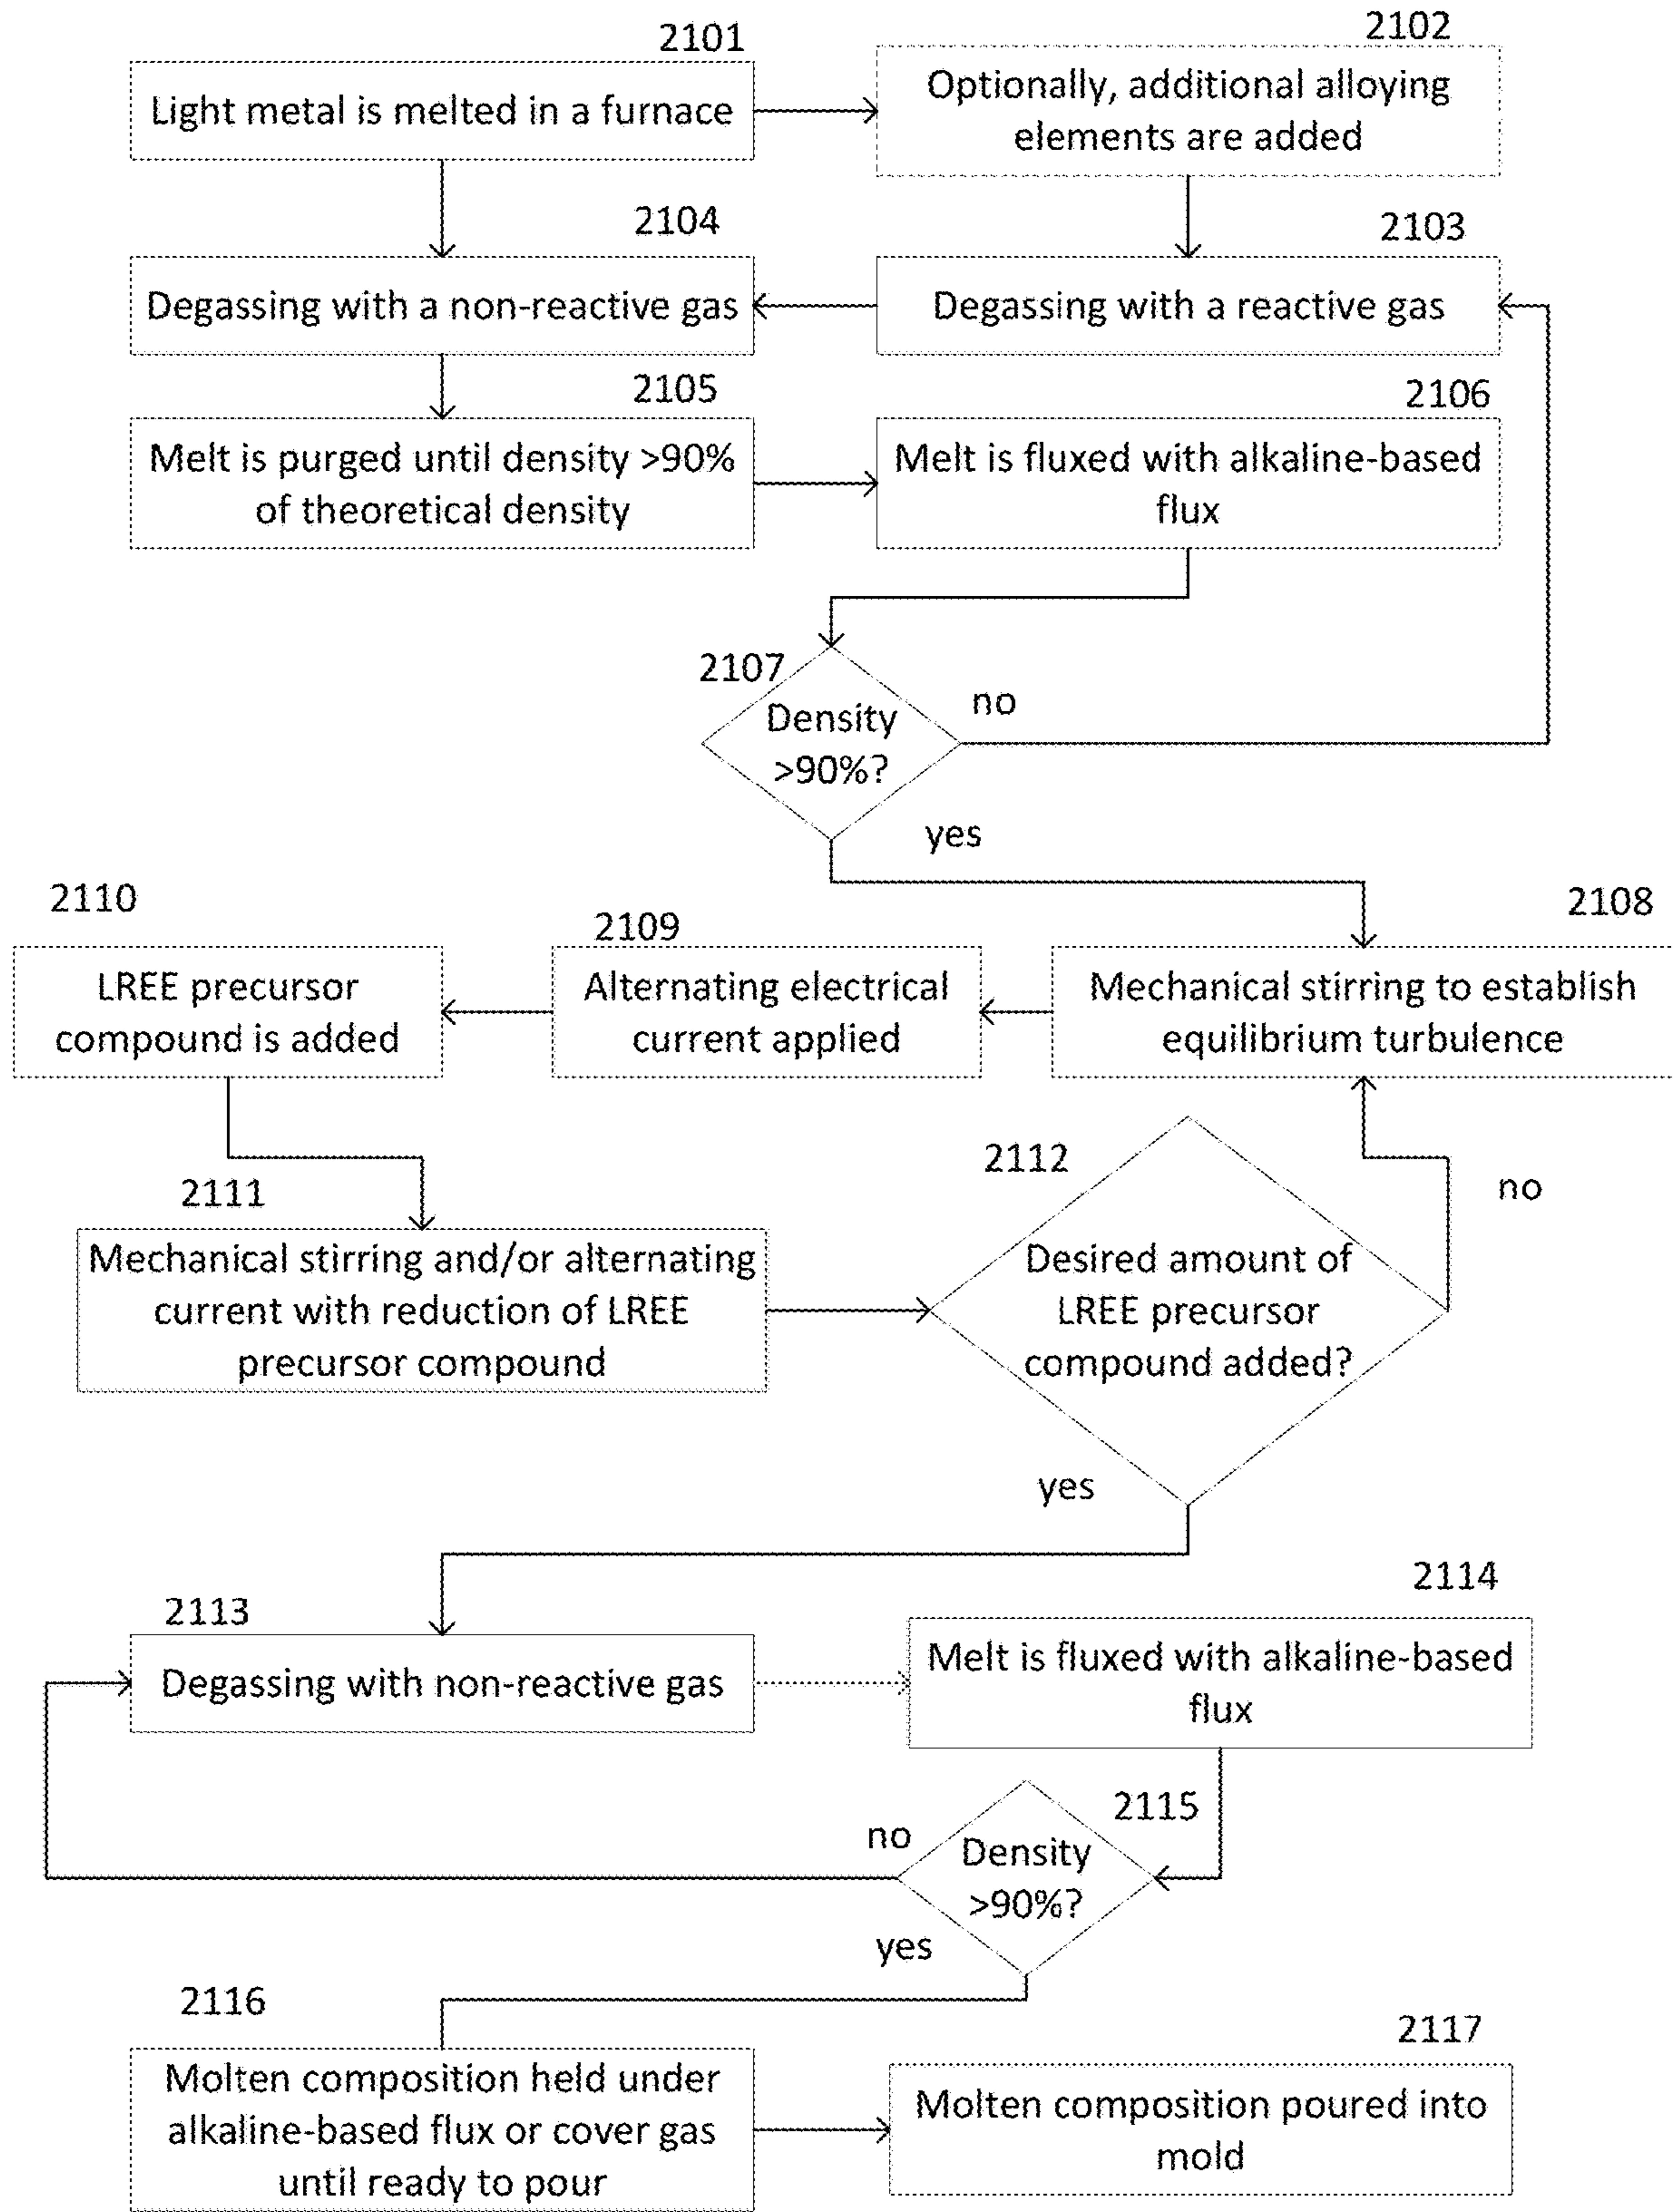 2101
Light metal is melted in a furnace
2102
Optionally, additional alloying
elements are added
2104
Degassing with a non-reactive gas
2103
Degassing with a reactive gas
2105
Melt is purged until density >90%
of theoretical density
2106
Melt is fluxed with alkaline-based
flux
2107
Density
>90%?
no
yes
2110
LREE precursor
compound is added
2109
Alternating electrical
current applied
2108
Mechanical stirring to establish
equilibrium turbulence
2111
Mechanical stirring and/or alternating
current with reduction of LREE
precursor compound
2112
Desired amount of
LREE precursor
compound added?
no
yes
2113
Degassing with non-reactive gas
2114
Melt is fluxed with alkaline-based
flux
2115
Density
>90%?
no
yes
2116
Molten composition held under
alkaline-based flux or cover gas
until ready to pour
2117
Molten composition poured into
mold